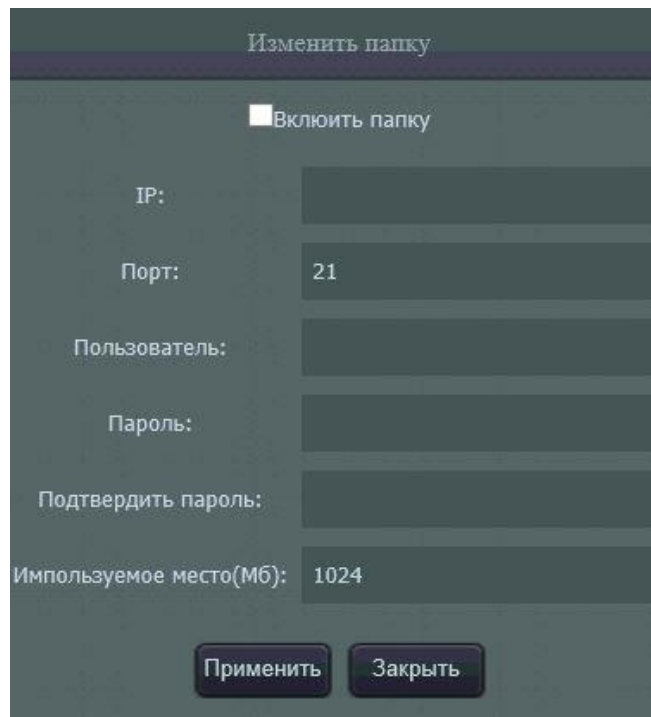 Изменить папку
Вклюить папку
IP:
Порт: 21
Пользователь:
Пароль:
Подтвердить пароль:
Импользуемое место(Мб): 1024
Применить Закрыть